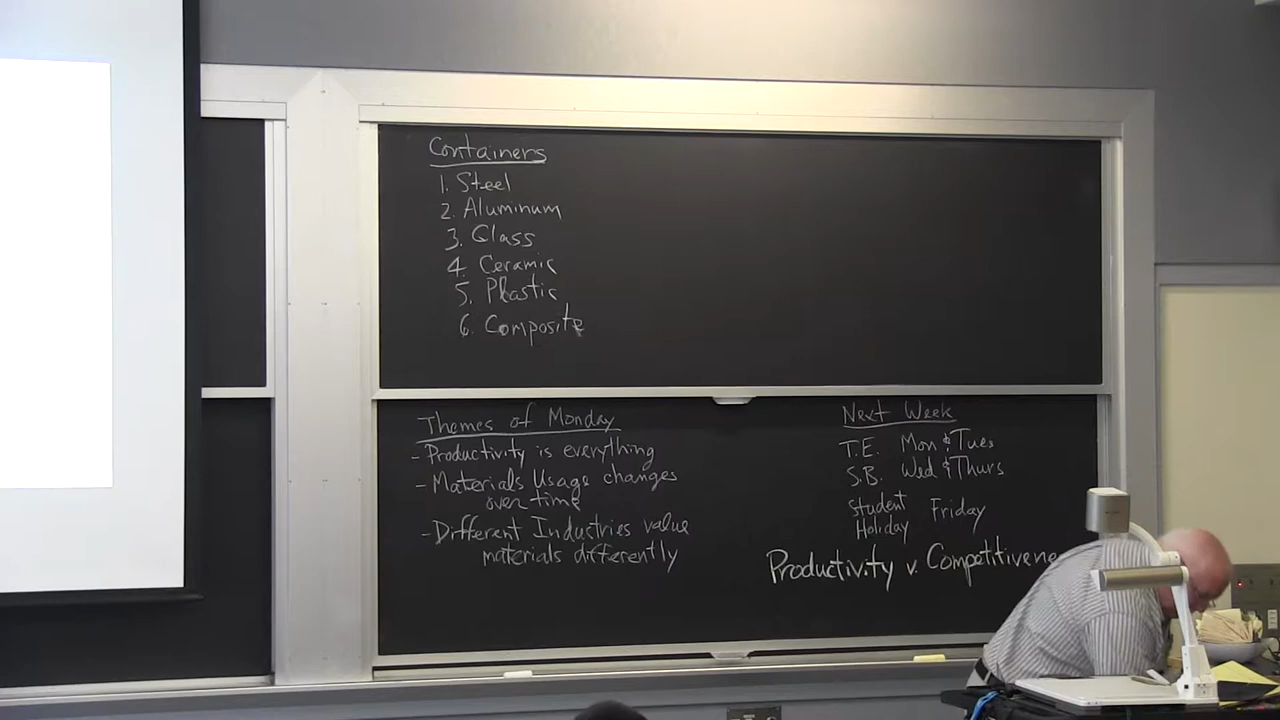 Containers
1. Steel
2. Aluminum
3. Glass
4. Ceramic
5. Plastic
6. Composite
Themes of Monday
- Productivity is everything
- Materials Usage changes
over time
- Different Industries value
materials differently
Next Week
T.E. Mon & Tues
S.B. Wed & Thurs
Student Friday
Holiday
Productivity v. Competitivene